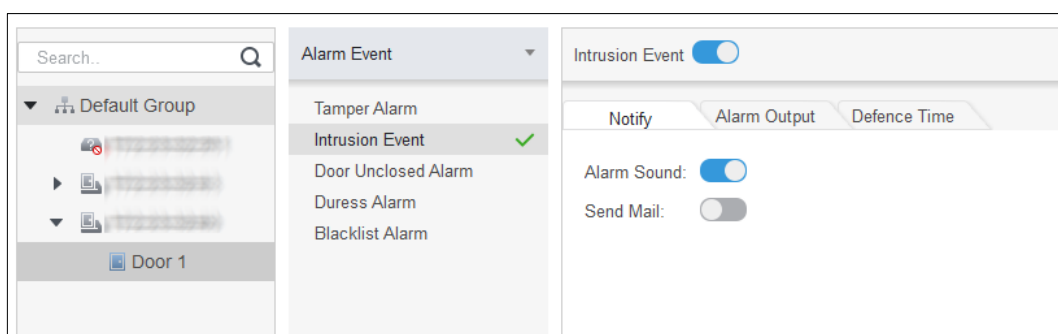 Search..
Default Group
Door 1
Alarm Event
Tamper Alarm
Intrusion Event
Door Unclosed Alarm
Duress Alarm
Blacklist Alarm
Intrusion Event
Notify
Alarm Output
Defence Time
Alarm Sound:
Send Mail: